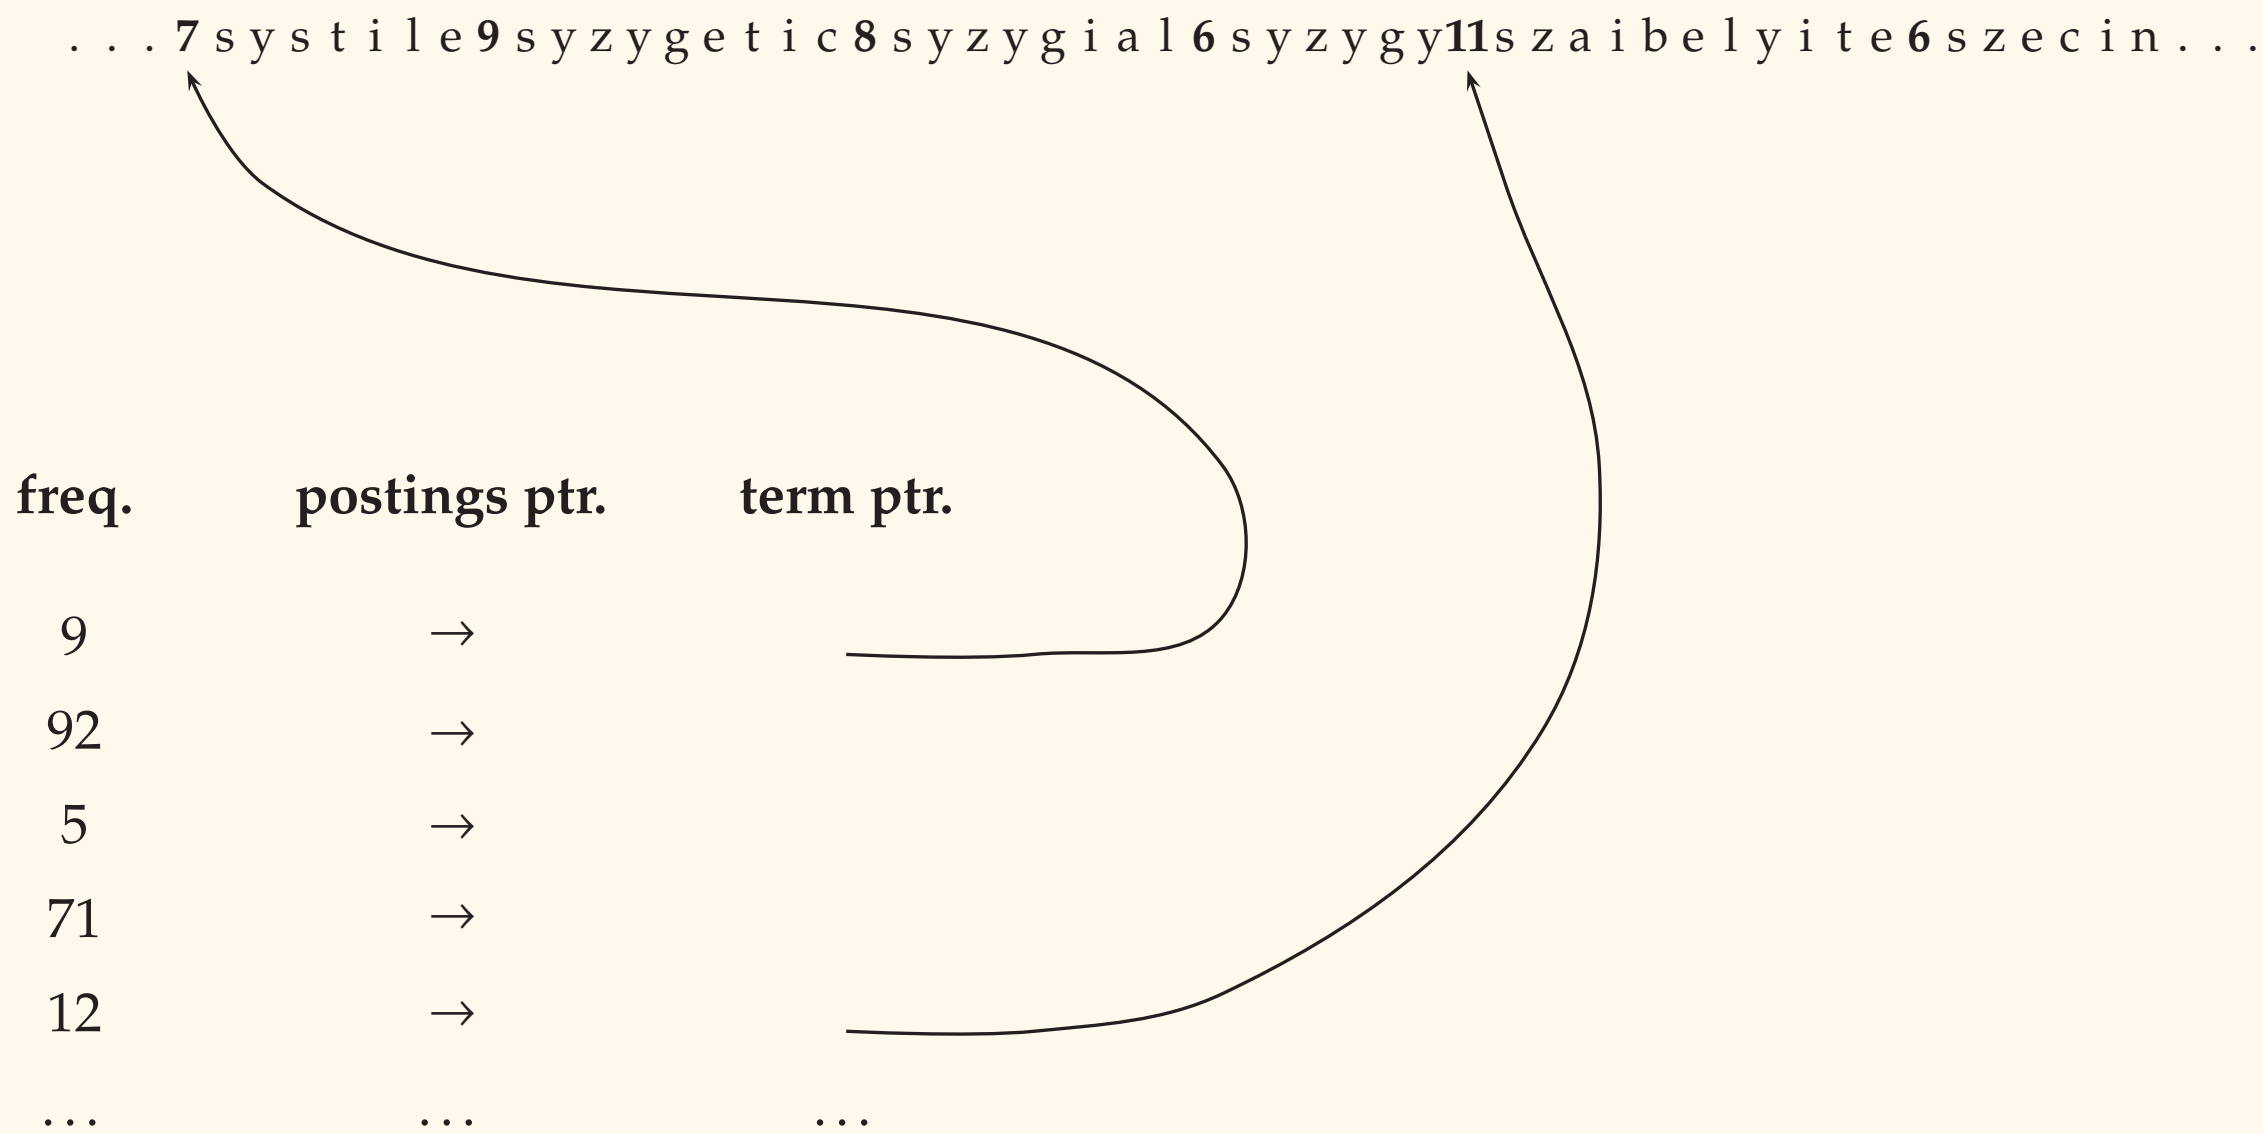 . . . 7 s y s t i l e 9 s y z y g e t i c 8 s y z y g i a l 6 s y z y g y 11 s z a i b e l y i t e 6 s z e c i n . . .
freq. postings ptr. term ptr.
9 →
92 →
5 →
71 →
12 →
. . . . . . . . .